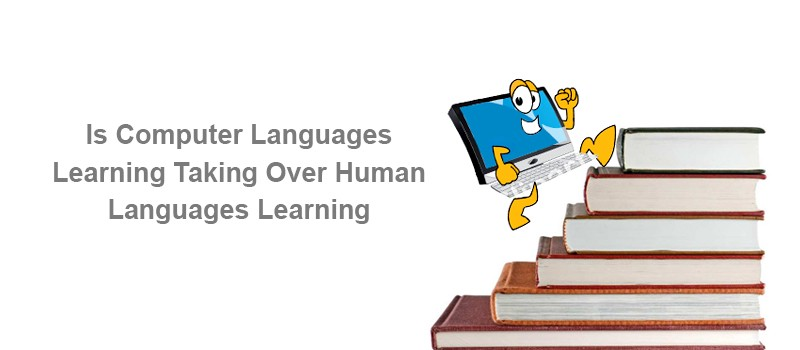 Is Computer Languages
Learning Taking Over Human
Languages Learning